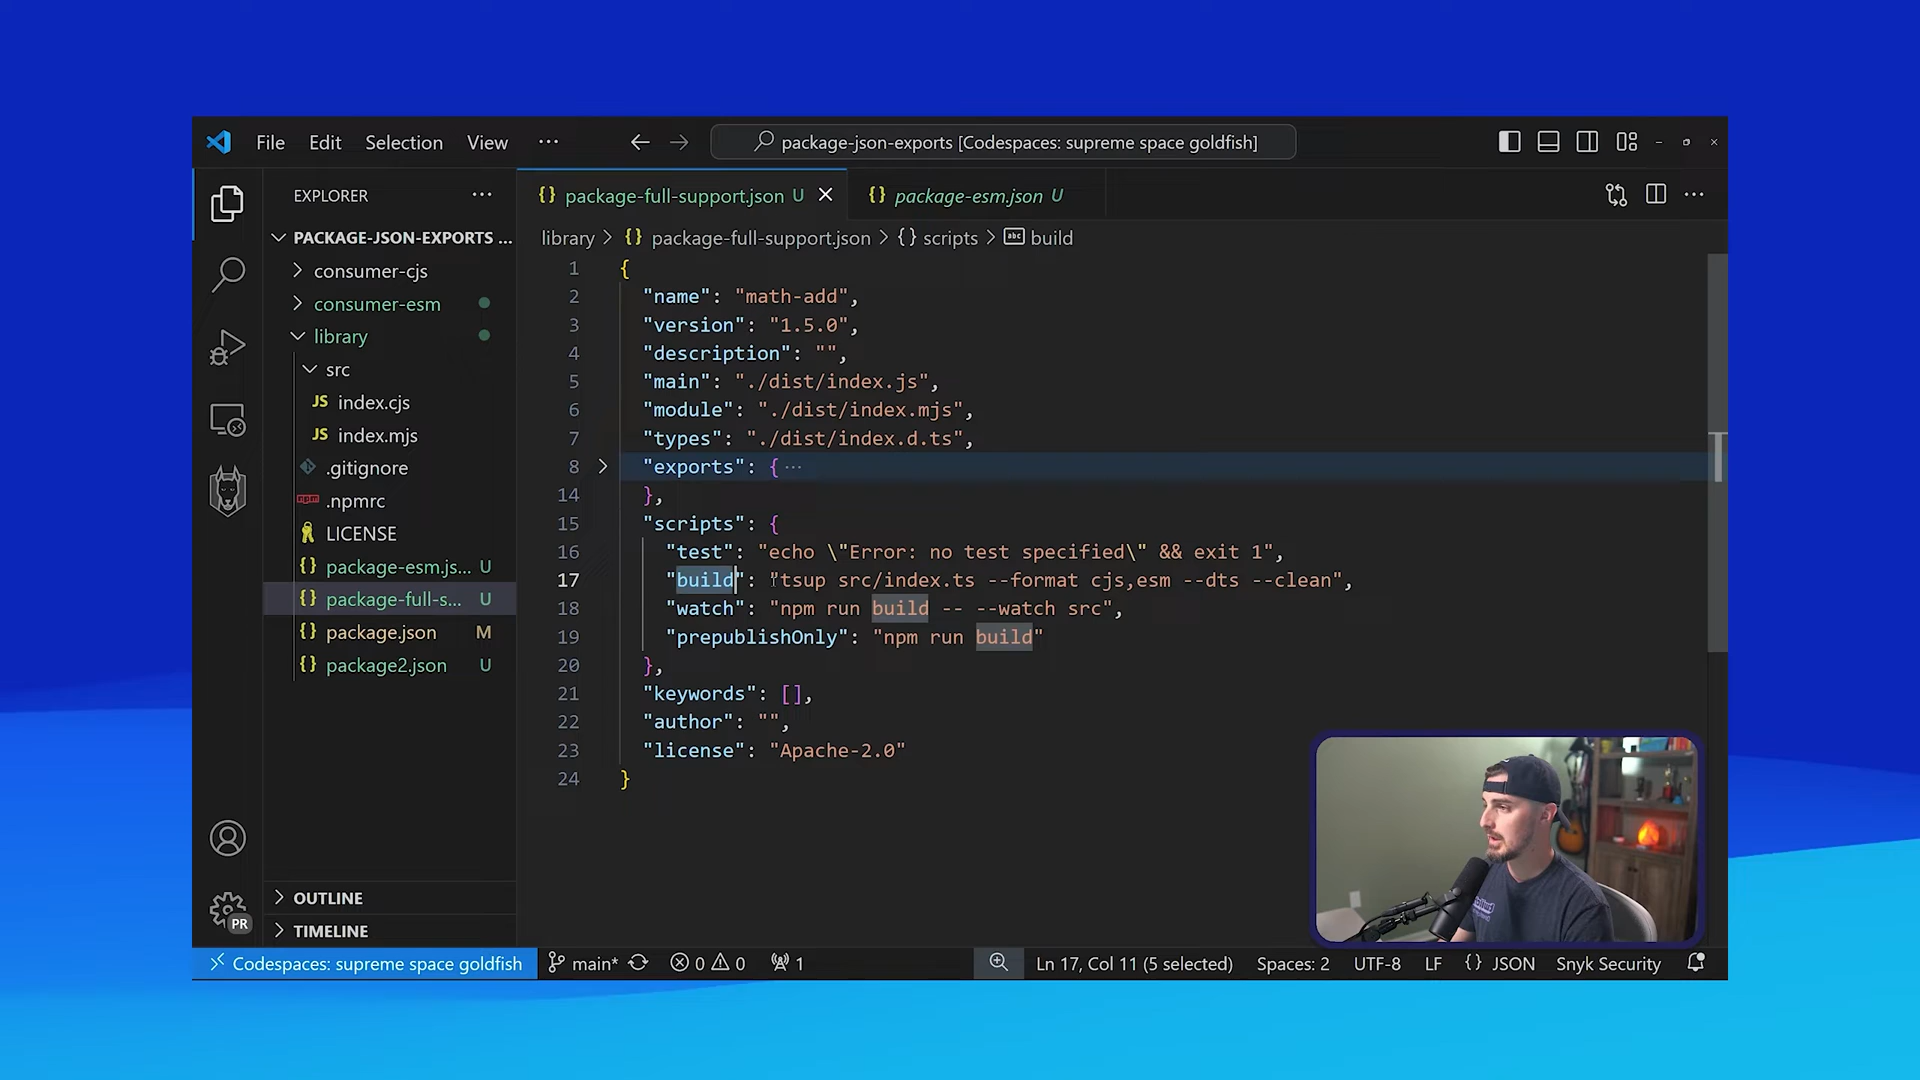 File Edit Selection View ···
package-json-exports [Codespaces: supreme space goldfish]
EXPLORER
PACKAGE-JSON-EXPORTS ...
consumer-cjs
consumer-esm
library
src
JS index.cjs
JS index.mjs
.gitignore
npm .npmrc
LICENSE
{} package-esm.js... U
{} package-full-s... U
{} package.json M
{} package2.json U
OUTLINE
TIMELINE
PR
{} package-full-support.json U
{} package-esm.json U
library > {} package-full-support.json > {} scripts > abc build
1 {
2 "name": "math-add",
3 "version": "1.5.0",
4 "description": "",
5 "main": "./dist/index.js",
6 "module": "./dist/index.mjs",
7 "types": "./dist/index.d.ts",
8 "exports": { ···
14 },
15 "scripts": {
16 "test": "echo \"Error: no test specified\" && exit 1",
17 "build": "tsup src/index.ts --format cjs,esm --dts --clean",
18 "watch": "npm run build -- --watch src",
19 "prepublishOnly": "npm run build"
20 },
21 "keywords": [],
22 "author": "",
23 "license": "Apache-2.0"
24 }
Codespaces: supreme space goldfish main* 0 0 1 Ln 17, Col 11 (5 selected) Spaces: 2 UTF-8 LF {} JSON Snyk Security